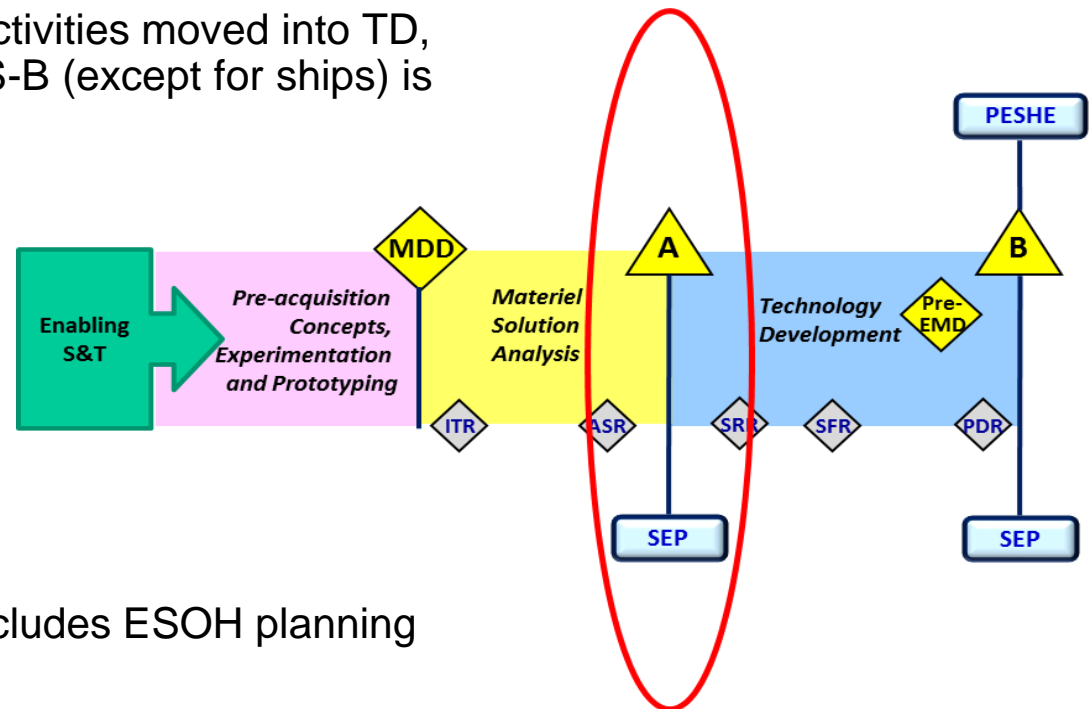 ctivities moved into TD,
S-B (except for ships) is
PESHE
MDD
A
B
Enabling
S&T
Pre-acquisition
Concepts,
Experimentation
and Prototyping
Materiel
Solution
Analysis
Technology
Development
Pre-
EMD
ITR
ASR
SRR
SFR
PDR
SEP
SEP
cludes ESOH planning